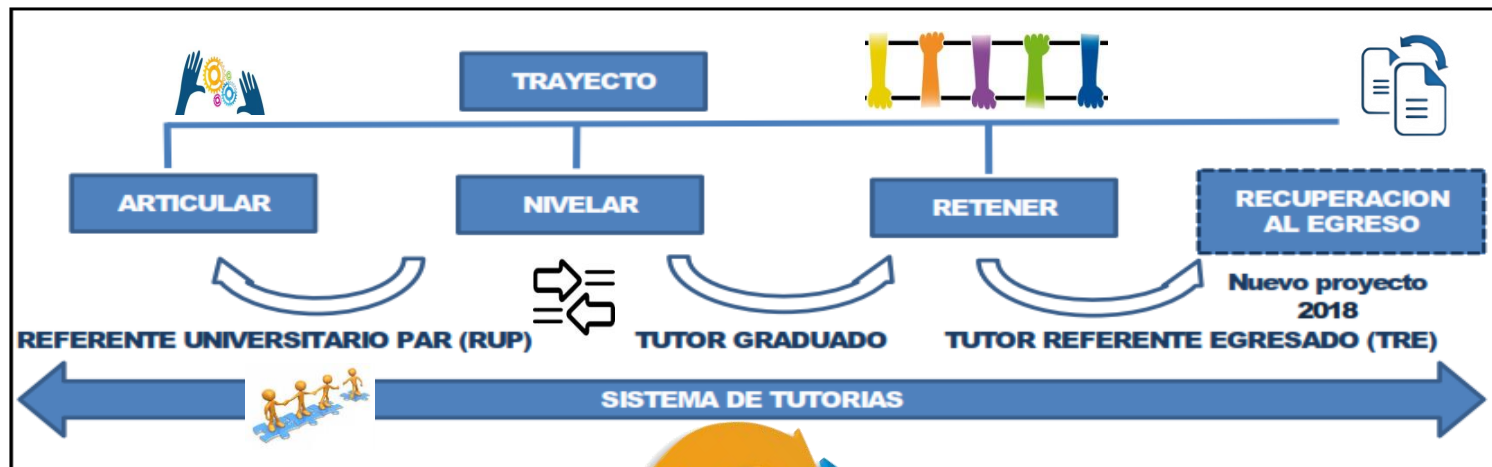 TRAYECTO
ARTICULAR
NIVELAR
RETENER
RECUPERACION
AL EGRESO
Nuevo proyecto
2018
REFERENTE UNIVERSITARIO PAR (RUP)
TUTOR GRADUADO
TUTOR REFERENTE EGRESADO (TRE)
SISTEMA DE TUTORIAS